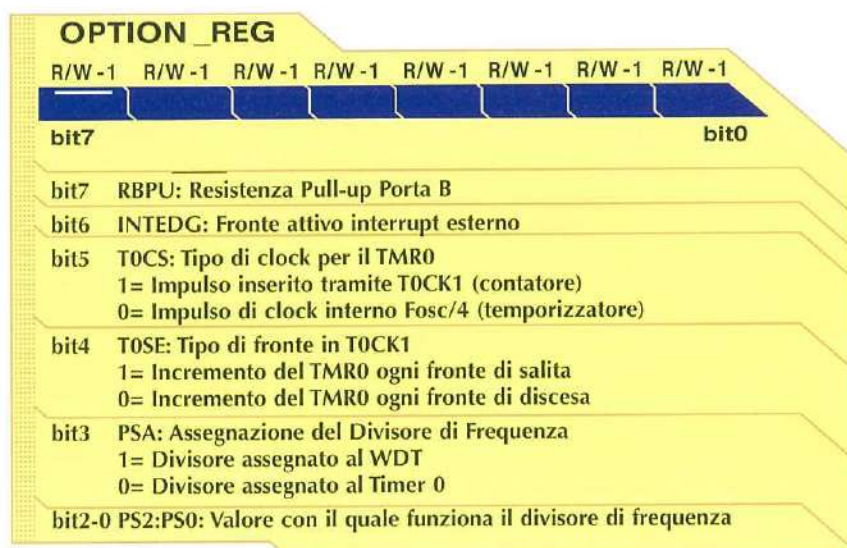 OPTION _REG
R/W -1 R/W -1 R/W -1 R/W -1 R/W -1 R/W -1 R/W -1 R/W -1
bit7 bit0
bit7 RBPU: Resistenza Pull-up Porta B
bit6 INTEDG: Fronte attivo interrupt esterno
bit5 T0CS: Tipo di clock per il TMR0
1= Impulso inserito tramite T0CK1 (contatore)
0= Impulso di clock interno Fosc/4 (temporizzatore)
bit4 T0SE: Tipo di fronte in T0CK1
1= Incremento del TMR0 ogni fronte di salita
0= Incremento del TMR0 ogni fronte di discesa
bit3 PSA: Assegnazione del Divisore di Frequenza
1= Divisore assegnato al WDT
0= Divisore assegnato al Timer 0
bit2-0 PS2:PS0: Valore con il quale funziona il divisore di frequenza